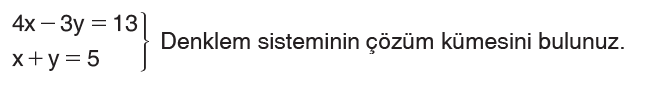 4x − 3y = 13
x + y = 5
Denklem sisteminin çözüm kümesini bulunuz.